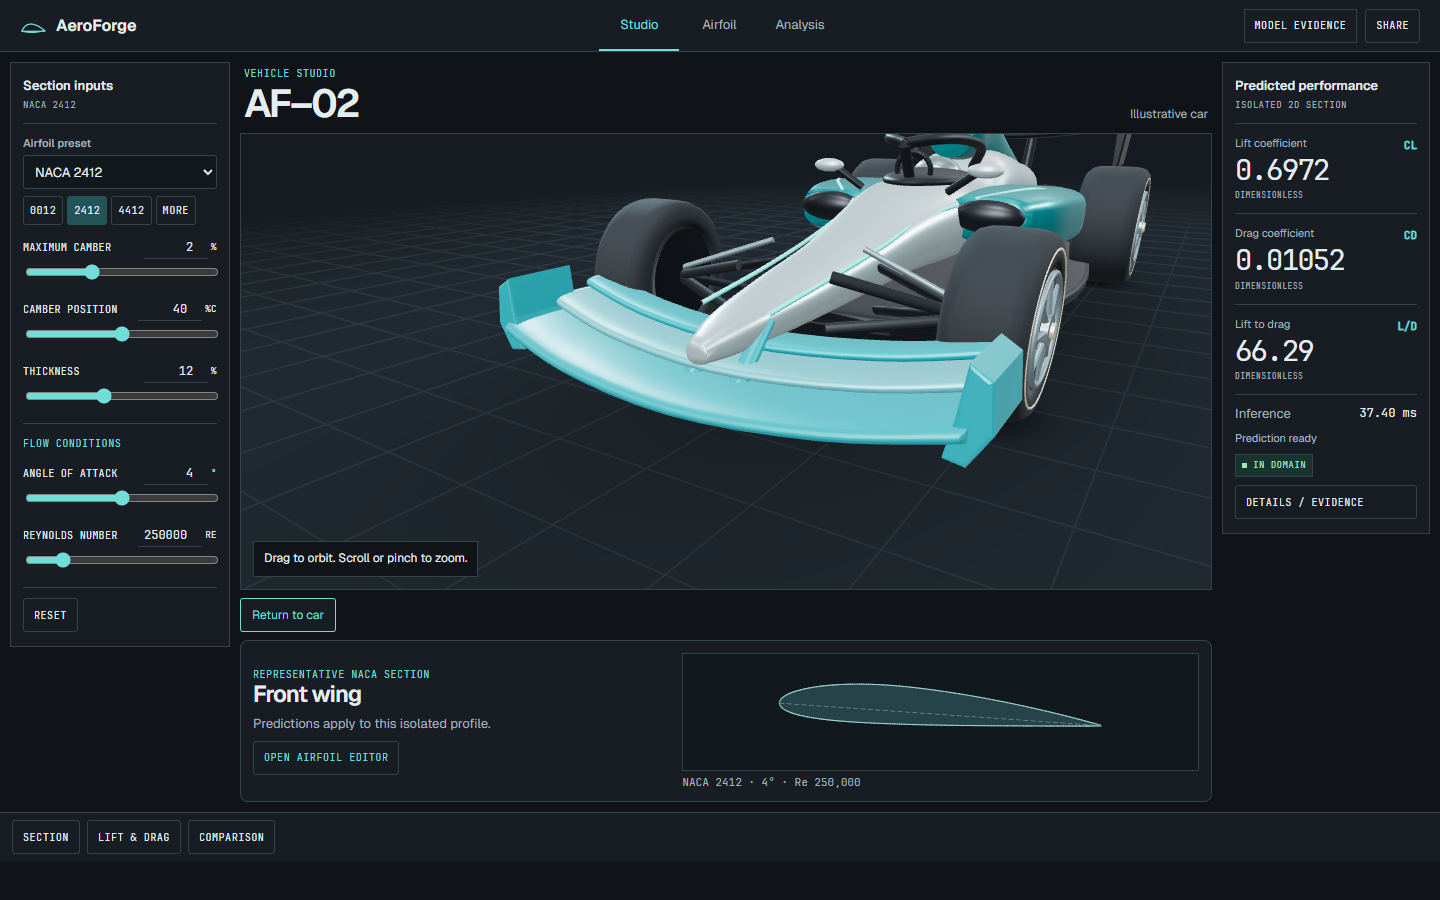 AeroForge
Studio
Airfoil
Analysis
MODEL EVIDENCE
SHARE
Section inputs
NACA 2412
Airfoil preset
NACA 2412
0012
2412
4412
MORE
MAXIMUM CAMBER
2
%
CAMBER POSITION
40
%C
THICKNESS
12
%
FLOW CONDITIONS
ANGLE OF ATTACK
4
°
REYNOLDS NUMBER
250000
RE
RESET
VEHICLE STUDIO
AF—02
Illustrative car
Drag to orbit. Scroll or pinch to zoom.
Return to car
REPRESENTATIVE NACA SECTION
Front wing
Predictions apply to this isolated profile.
OPEN AIRFOIL EDITOR
NACA 2412 · 4° · Re 250,000
Predicted performance
ISOLATED 2D SECTION
Lift coefficient
CL
0.6972
DIMENSIONLESS
Drag coefficient
CD
0.01052
DIMENSIONLESS
Lift to drag
L/D
66.29
DIMENSIONLESS
Inference
37.40 ms
Prediction ready
IN DOMAIN
DETAILS / EVIDENCE
SECTION
LIFT & DRAG
COMPARISON